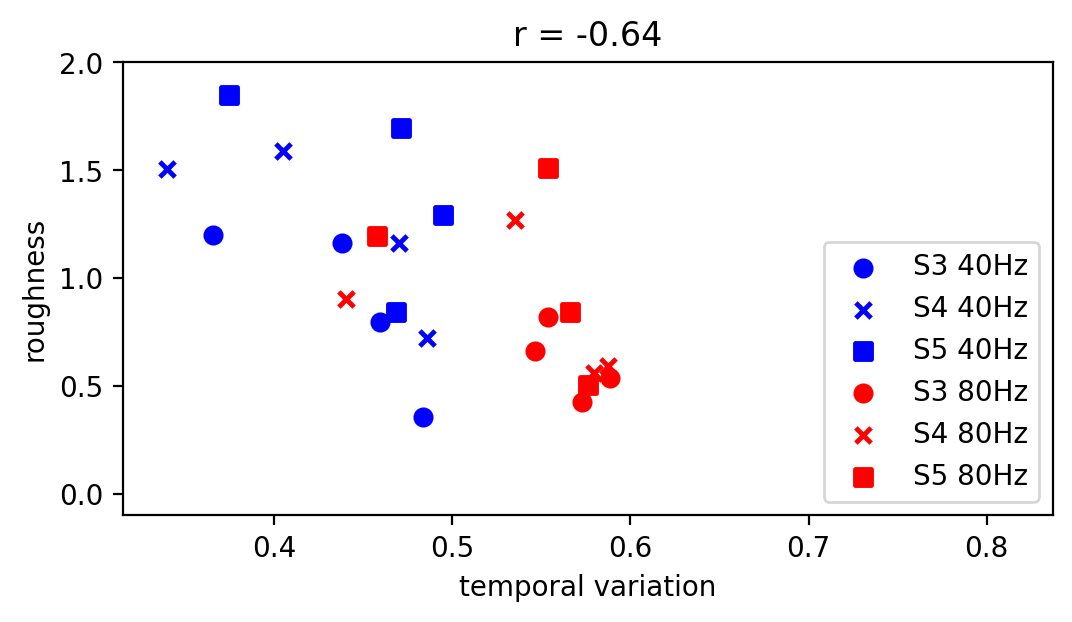 r = -0.64
2.0
1.5
1.0
0.5
0.0
roughness
S3 40Hz
S4 40Hz
S5 40Hz
S3 80Hz
S4 80Hz
S5 80Hz
0.4 0.5 0.6 0.7 0.8
temporal variation